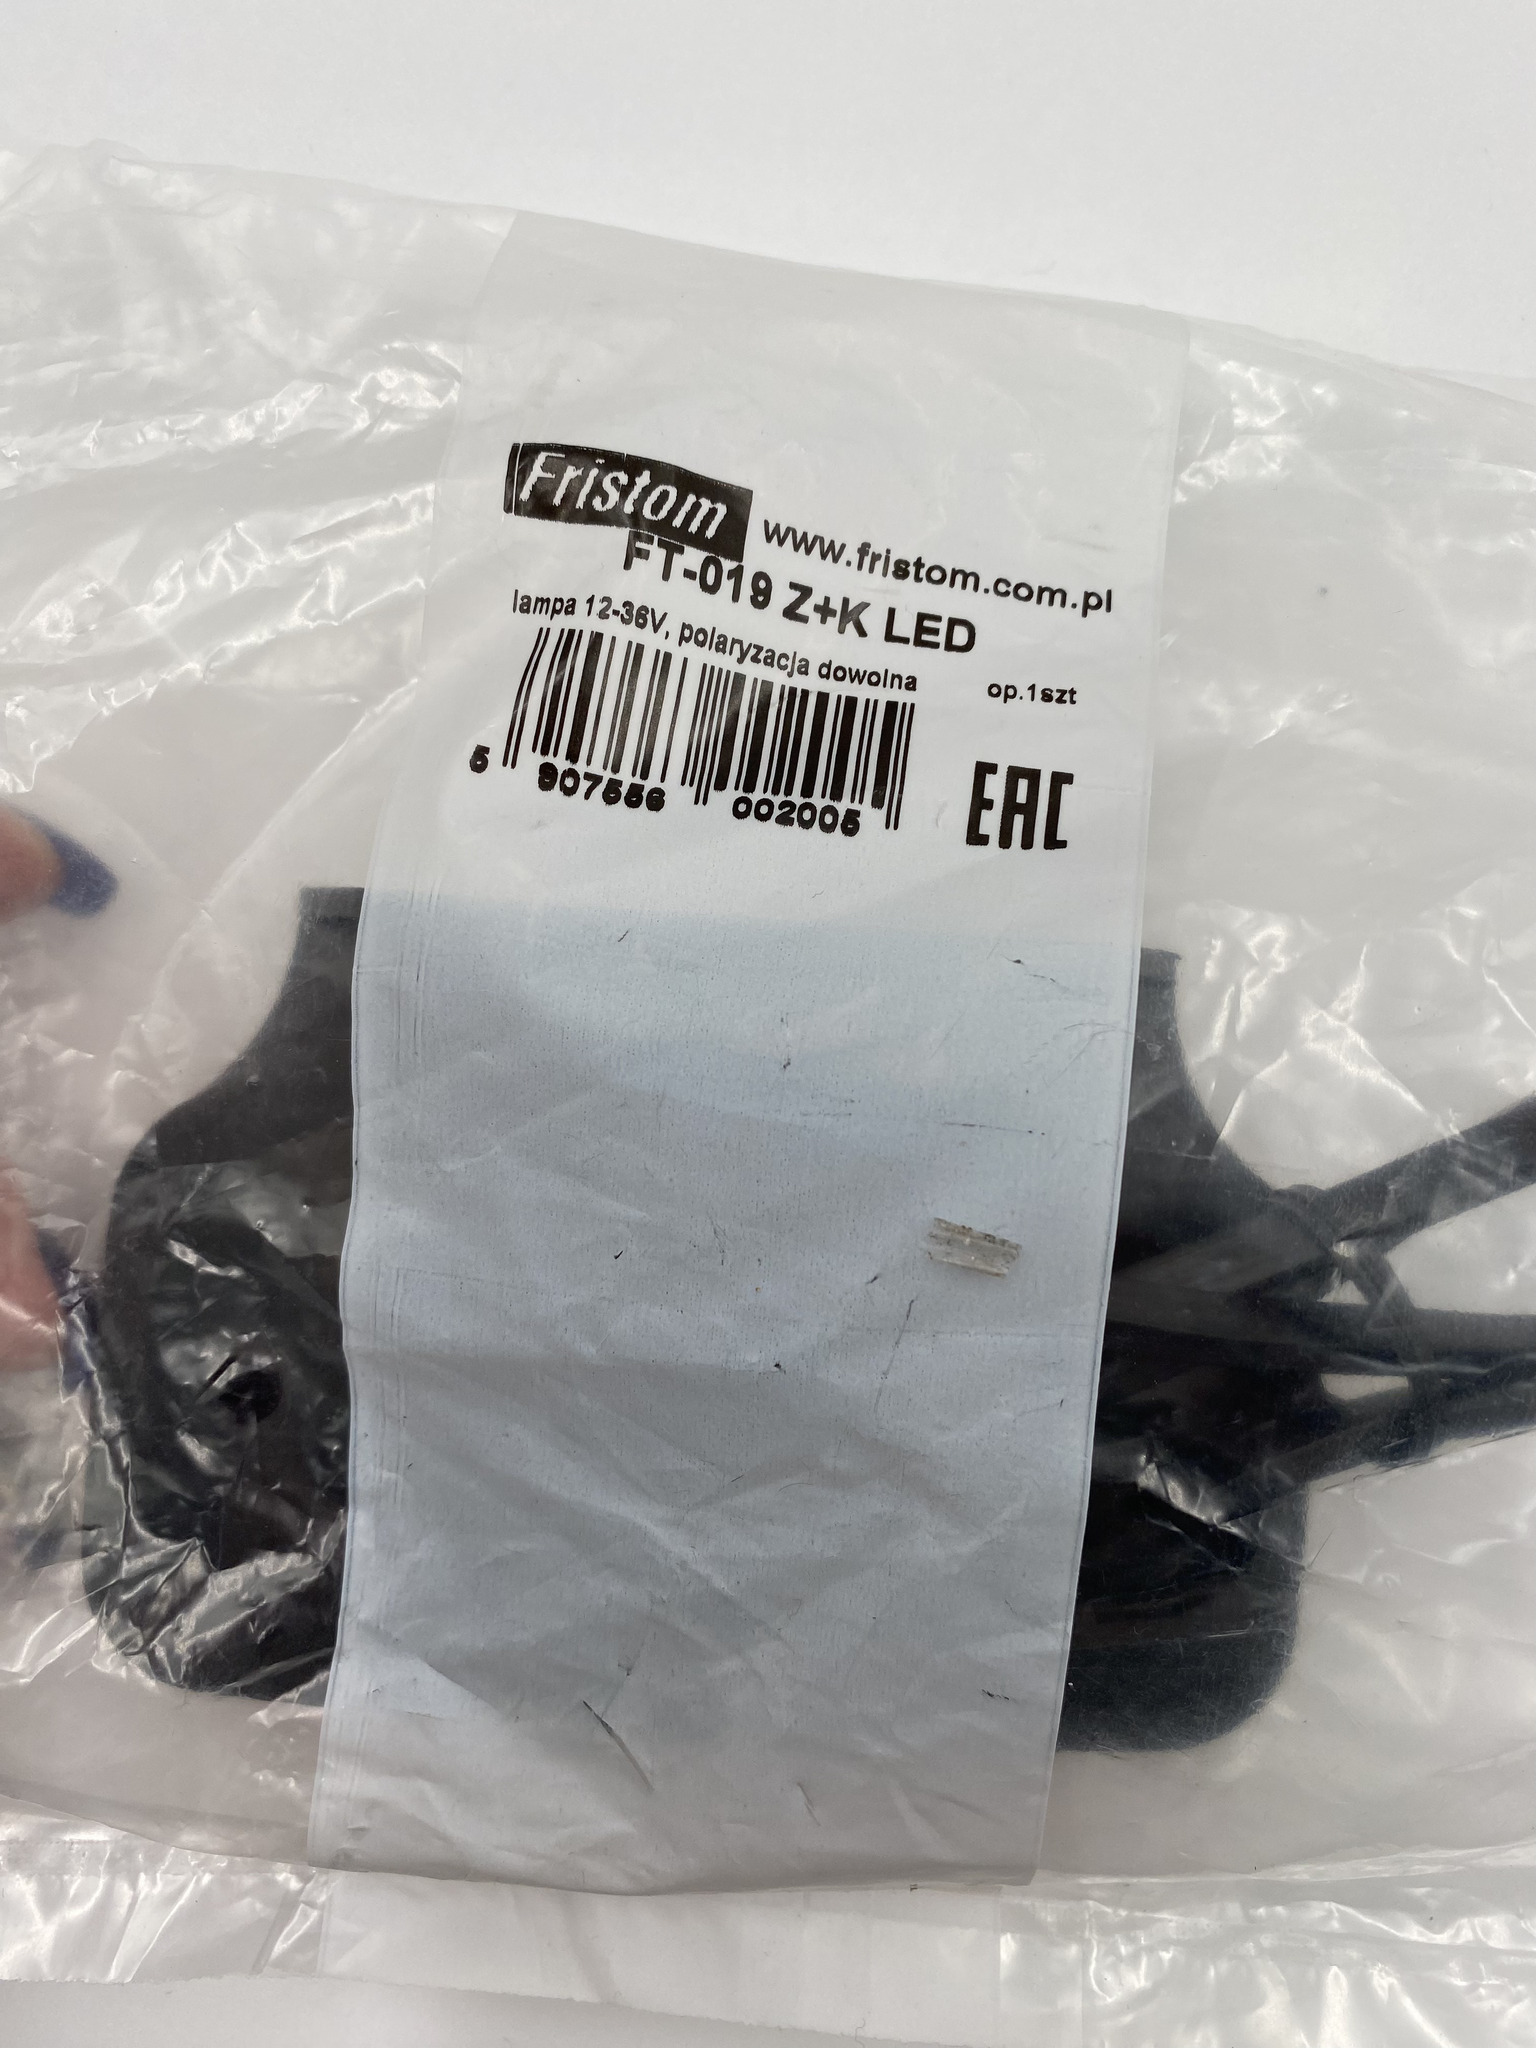 Fristom www.fristom.com.pl
FT-019 Z+K LED
lampa 12-36V, polaryzacja dowolna op.1szt
5 907556 002005
EAC